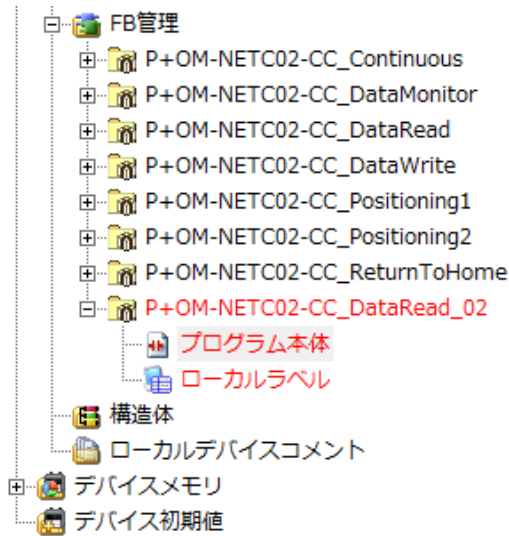 FB管理
P+OM-NETC02-CC_Continuous
P+OM-NETC02-CC_DataMonitor
P+OM-NETC02-CC_DataRead
P+OM-NETC02-CC_DataWrite
P+OM-NETC02-CC_Positioning1
P+OM-NETC02-CC_Positioning2
P+OM-NETC02-CC_ReturnToHome
P+OM-NETC02-CC_DataRead_02
プログラム本体
ローカルラベル
構造体
ローカルデバイスコメント
デバイスメモリ
デバイス初期値